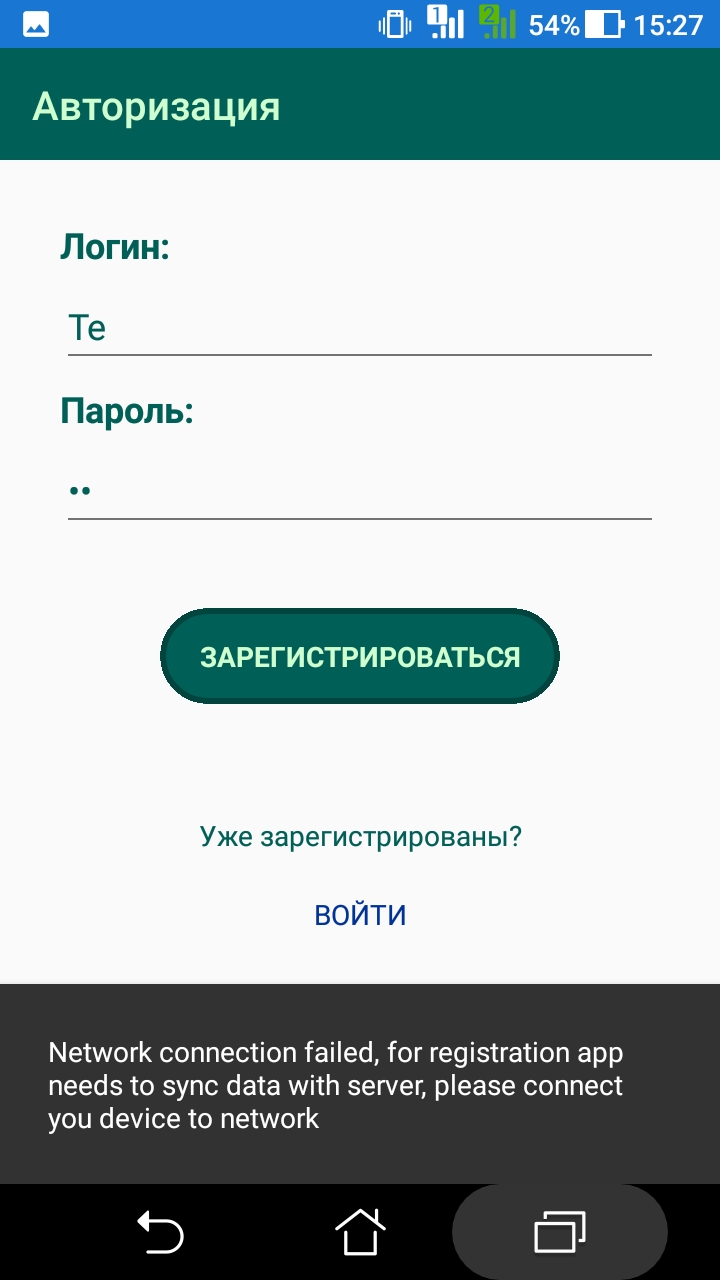 1 2 54% 15:27
Авторизация
Логин:
Te
Пароль:
••
ЗАРЕГИСТРИРОВАТЬСЯ
Уже зарегистрированы?
ВОЙТИ
Network connection failed, for registration app
needs to sync data with server, please connect
you device to network